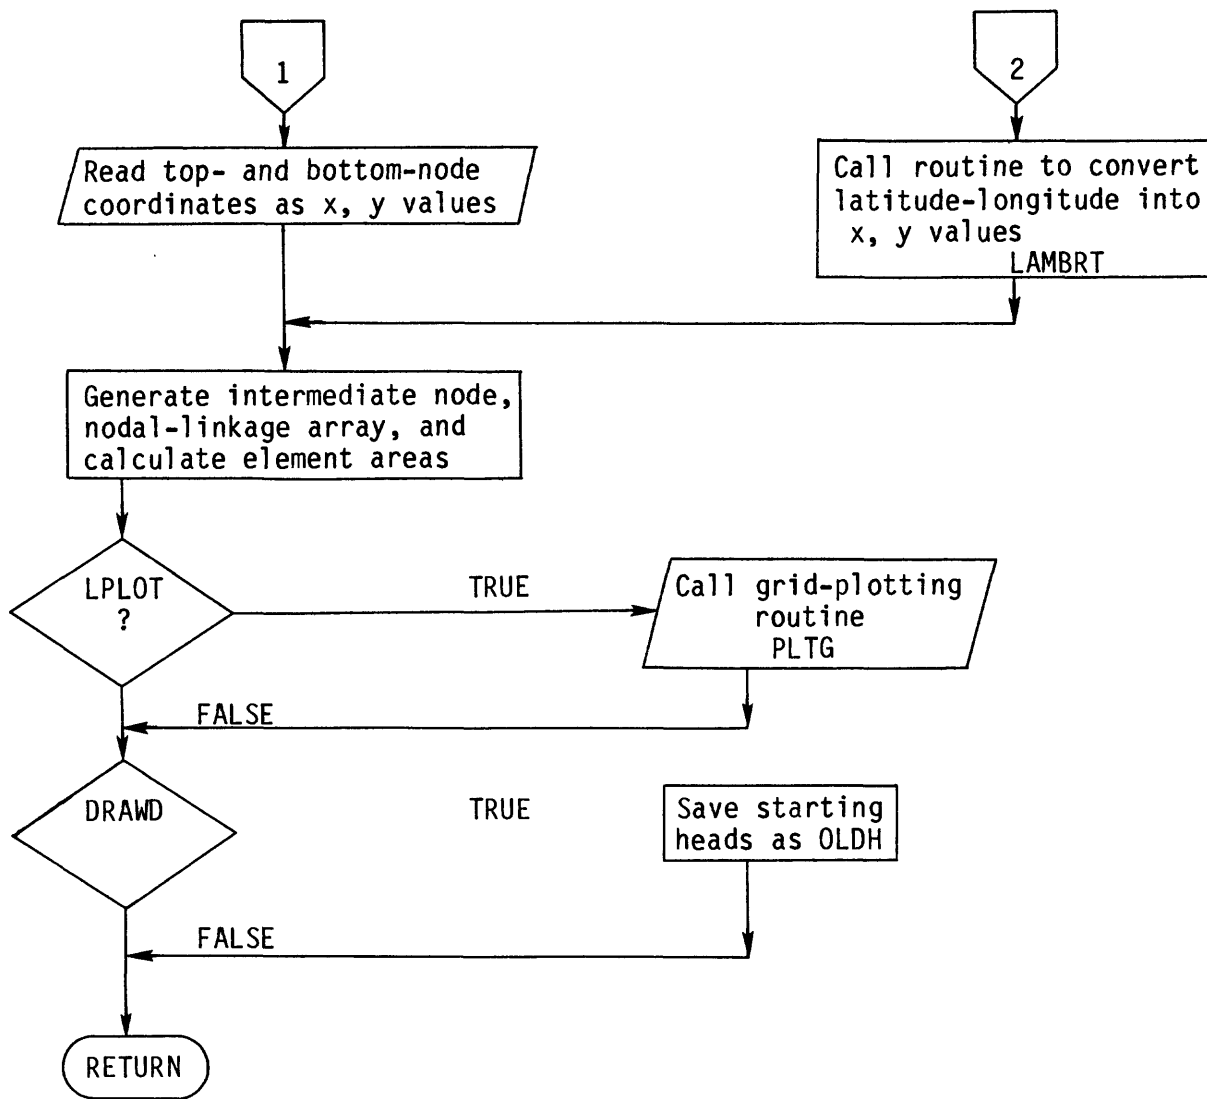 1
2
Read top- and bottom-node
coordinates as x, y values
Call routine to convert
latitude-longitude into
x, y values
LAMBRT
Generate intermediate node,
nodal-linkage array, and
calculate element areas
LPLOT
?
TRUE
Call grid-plotting
routine
PLTG
FALSE
DRAWD
TRUE
Save starting
heads as OLDH
FALSE
RETURN